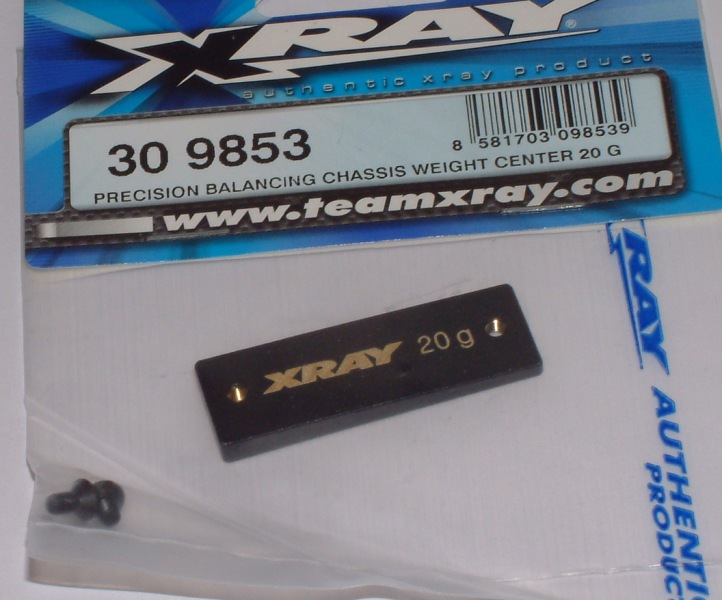 XRAY®
authentic xray product
30 9853
8 581703 098539
PRECISION BALANCING CHASSIS WEIGHT CENTER 20 G
www.teamxray.com
XRAY 20 g
XRAY AUTHENTI
PRODUC